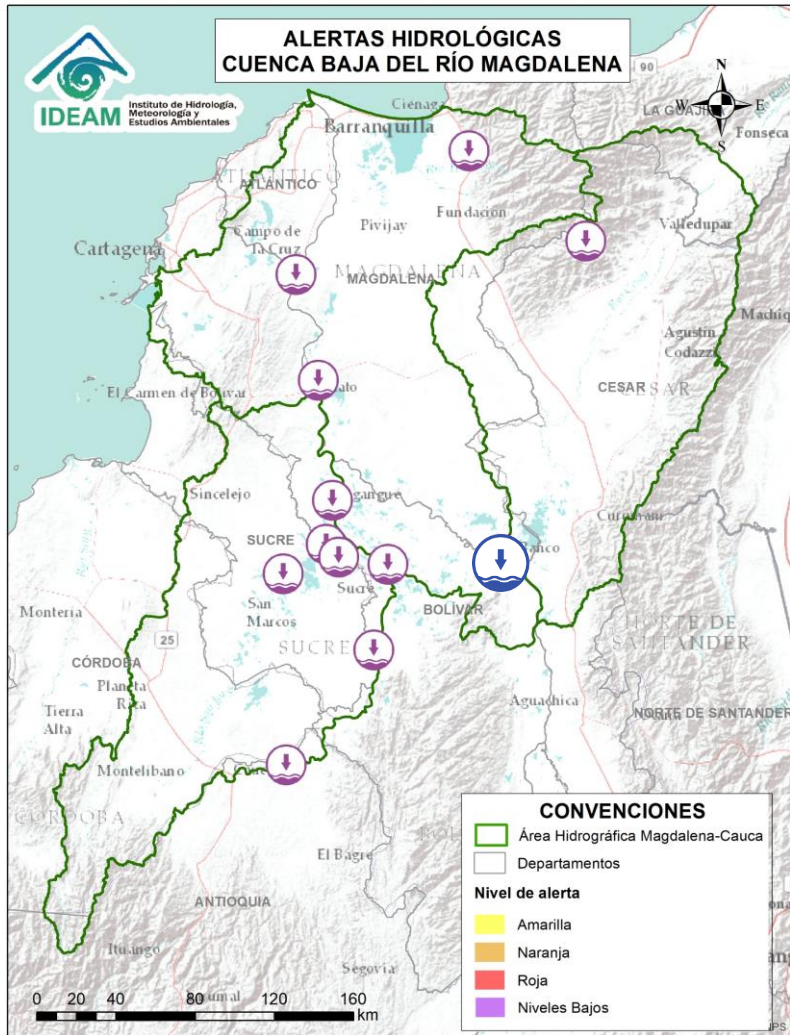 ALERTAS HIDROLÓGICAS
CUENCA BAJA DEL RÍO MAGDALENA
IDEAM
Instituto de Hidrología,
Meteorología y
Estudios Ambientales
N
W E
S
90
Ciénaga
LA GUAJIRA
Barranquilla
Fonseca
ATLÁNTICO
ATLÁNTICO
Fundación
Pivijay
Valledupar
Campo de
la Cruz
Cartagena
MAGDALENA
MAGDALENA
Agustín
Codazzi
El Carmen de Bolívar
CESAR
CESAR
Sincelejo
Curumaní
SUCRE
Banco
Sucre
San
Marcos
BOLÍVAR
Montería
NORTE DE
SANTANDER
25
SUCRE
CÓRDOBA
Planeta
Rica
Aguachica
Tierra
Alta
NORTE DE SANTANDER
Montelibano
CÓRDOBA
El Bagre
ANTIOQUIA
Ituango
Segovia
CONVENCIONES
Área Hidrográfica Magdalena-Cauca
Departamentos
Nivel de alerta
Amarilla
Naranja
Roja
Niveles Bajos
0 20 40 80 120 160
km